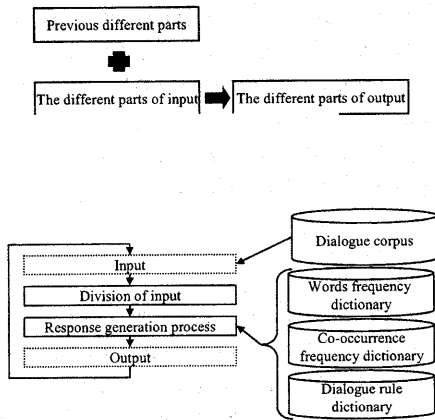 Previous different parts
The different parts of input
The different parts of output
Dialogue corpus
Input
Division of input
Response generation process
Output
Words frequency
dictionary
Co-occurrence
frequency dictionary
Dialogue rule
dictionary